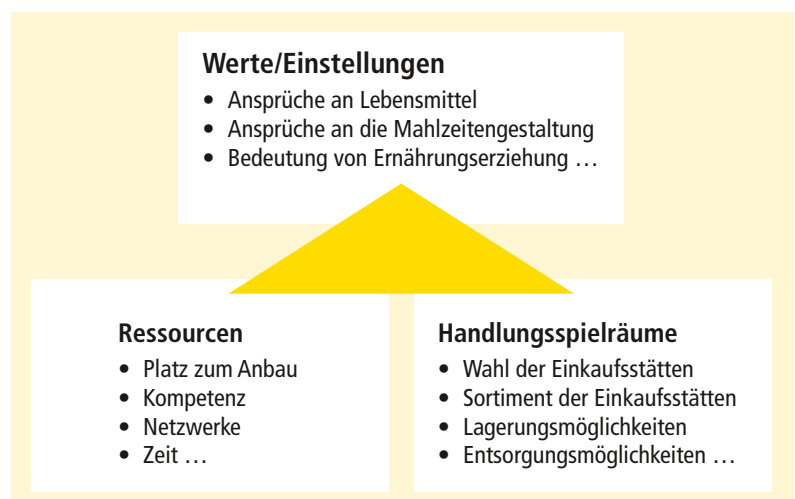 Werte/Einstellungen
• Ansprüche an Lebensmittel
• Ansprüche an die Mahlzeitengestaltung
• Bedeutung von Ernährungserziehung …
Ressourcen
• Platz zum Anbau
• Kompetenz
• Netzwerke
• Zeit …
Handlungsspielräume
• Wahl der Einkaufsstätten
• Sortiment der Einkaufsstätten
• Lagerungsmöglichkeiten
• Entsorgungsmöglichkeiten …